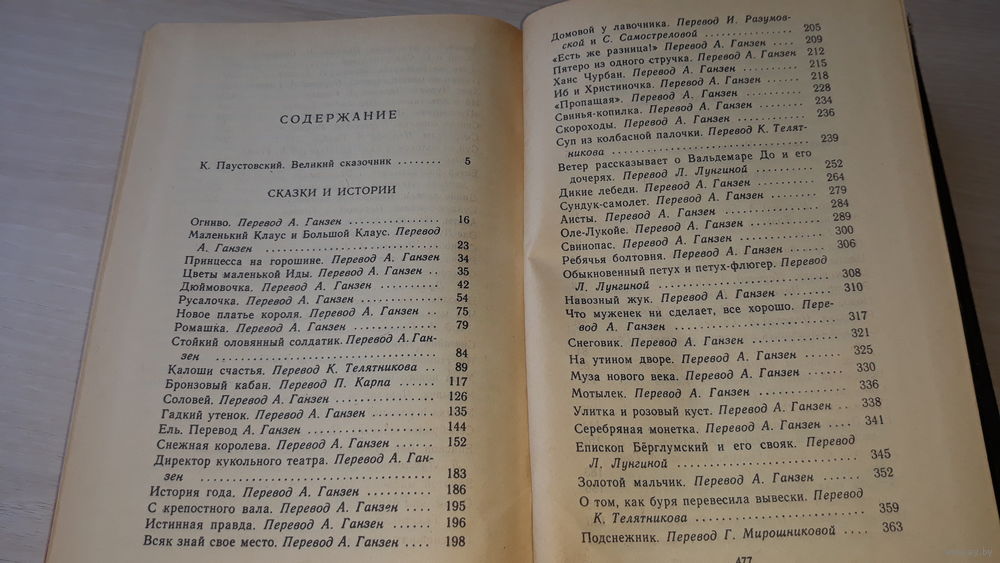 СОДЕРЖАНИЕ
К. Паустовский. Великий сказочник ........ 5
СКАЗКИ И ИСТОРИИ
Огниво. Перевод А. Ганзен ................ 16
Маленький Клаус и Большой Клаус. Перевод
А. Ганзен .............................. 23
Принцесса на горошине. Перевод А. Ганзен 34
Цветы маленькой Иды. Перевод А. Ганзен .. 35
Дюймовочка. Перевод А. Ганзен ........... 42
Русалочка. Перевод А. Ганзен ............. 54
Новое платье короля. Перевод А. Ганзен .. 75
Ромашка. Перевод А. Ганзен .............. 79
Стойкий оловянный солдатик. Перевод А. Ган-
зен .................................. 84
Калоши счастья. Перевод К. Телятникова .. 89
Бронзовый кабан. Перевод П. Карпа ...... 117
Соловей. Перевод А. Ганзен .............. 126
Гадкий утенок. Перевод А. Ганзен ........ 135
Ель. Перевод А. Ганзен .................. 144
Снежная королева. Перевод А. Ганзен ..... 152
Директор кукольного театра. Перевод А. Ган-
зен .................................. 183
История года. Перевод А. Ганзен ......... 186
С крепостного вала. Перевод А. Ганзен .... 195
Истинная правда. Перевод А. Ганзен ...... 196
Всяк знай свое место. Перевод А. Ганзен .... 198
Домовой у лавочника. Перевод И. Разумов-
ской и С. Самостреловой ............... 205
«Есть же разница!» Перевод А. Ганзен .... 209
Пятеро из одного стручка. Перевод А. Ганзен 212
Ханс Чурбан. Перевод А. Ганзен ......... 215
Иб и Христиночка. Перевод А. Ганзен ...... 218
«Пропащая». Перевод А. Ганзен .......... 228
Свинья-копилка. Перевод А. Ганзен ....... 234
Скороходы. Перевод А. Ганзен ........... 236
Суп из колбасной палочки. Перевод К. Телят-
никова ............................... 239
Ветер рассказывает о Вальдемаре До и его
дочерях. Перевод Л. Лунгиной .......... 252
Дикие лебеди. Перевод А. Ганзен ......... 264
Сундук-самолет. Перевод А. Ганзен ....... 279
Аисты. Перевод А. Ганзен ............... 284
Оле-Лукойе. Перевод А. Ганзен .......... 289
Свинопас. Перевод А. Ганзен ............ 300
Ребячья болтовня. Перевод А. Ганзен ...... 306
Обыкновенный петух и петух-флюгер. Перевод
Л. Лунгиной .......................... 308
Навозный жук. Перевод А. Ганзен ........ 310
Что муженек ни сделает, все хорошо. Пере-
вод А. Ганзен ........................ 317
Снеговик. Перевод А. Ганзен ............ 321
На утином дворе. Перевод А. Ганзен ...... 325
Муза нового века. Перевод А. Ганзен ...... 330
Мотылек. Перевод А. Ганзен ............. 336
Улитка и розовый куст. Перевод А. Ганзен .. 338
Серебряная монетка. Перевод А. Ганзен .... 341
Епископ Бёрглумский и его свояк. Перевод
Л. Лунгиной .......................... 345
Золотой мальчик. Перевод А. Ганзен ...... 352
О том, как буря перевесила вывески. Перевод
К. Телятникова ....................... 359
Подснежник. Перевод Г. Мирошниковой .... 363
477